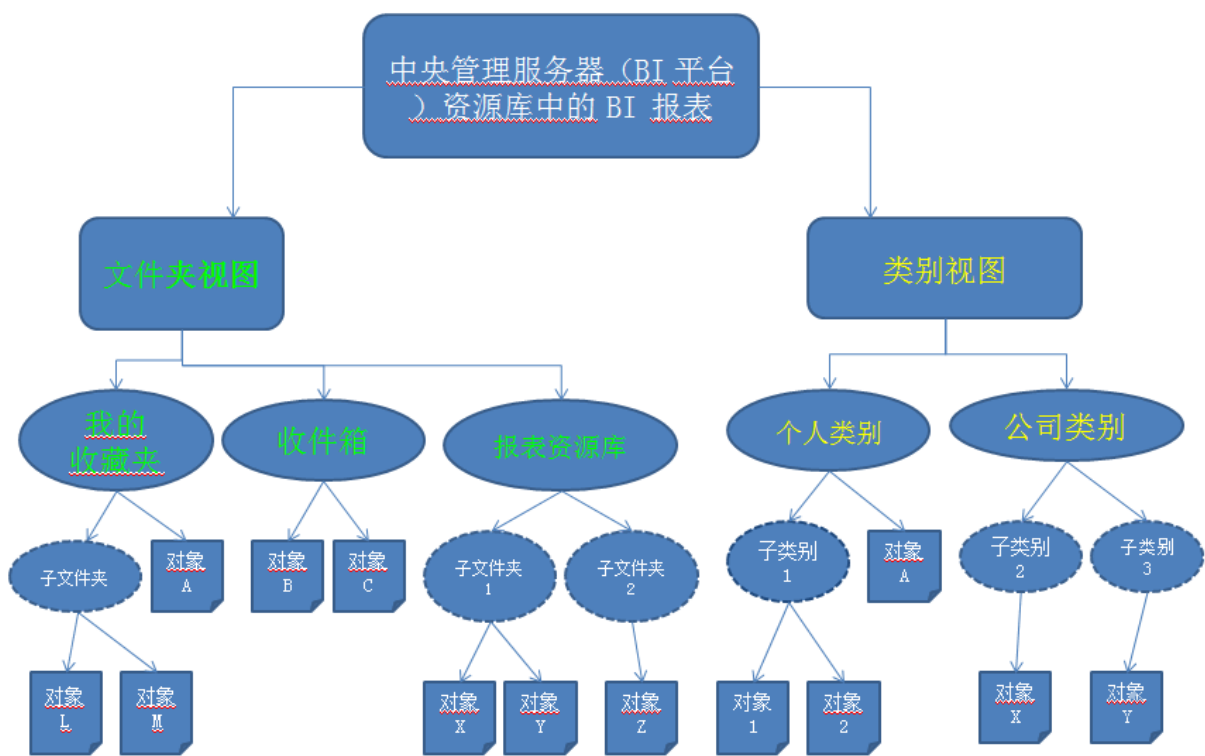 中央管理服务器（BI 平台
）资源库中的 BI 报表
文件夹视图
类别视图
我的
收藏夹
收件箱
报表资源库
个人类别
公司类别
子文件夹
对象
A
对象
B
对象
C
子文件夹
1
子文件夹
2
子类别
1
对象
A
子类别
2
子类别
3
对象
L
对象
M
对象
X
对象
Y
对象
Z
对象
1
对象
2
对象
X
对象
Y